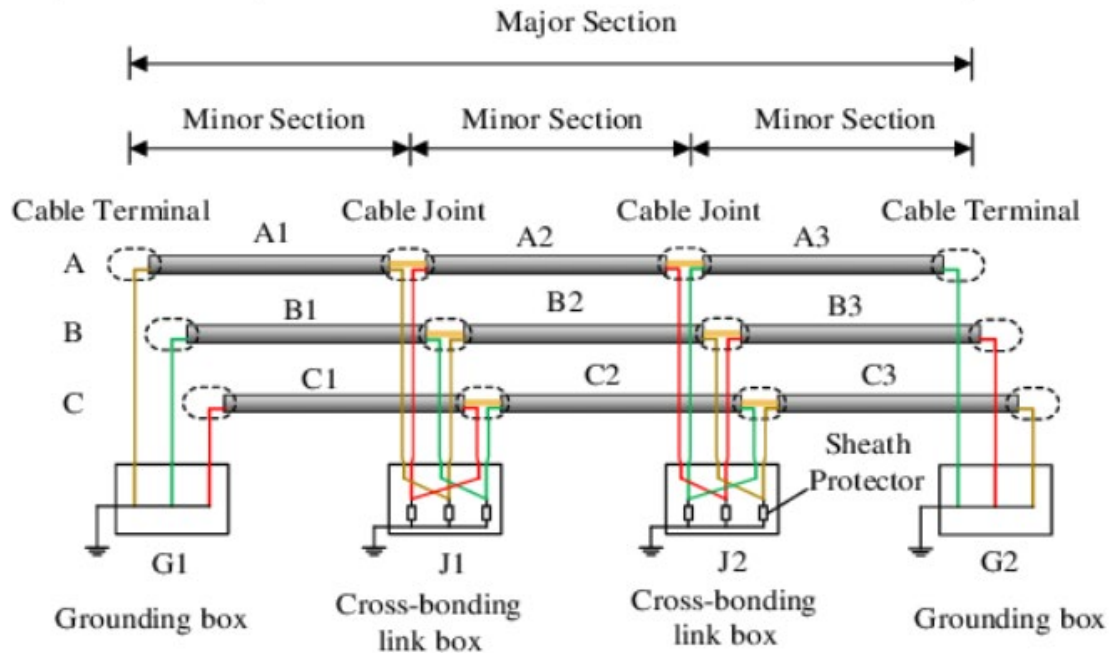 Major Section
Minor Section Minor Section Minor Section
Cable Terminal Cable Joint Cable Joint Cable Terminal
A A1 A2 A3
B B1 B2 B3
C C1 C2 C3
Sheath
Protector
G1 J1 J2 G2
Grounding box Cross-bonding link box Cross-bonding link box Grounding box